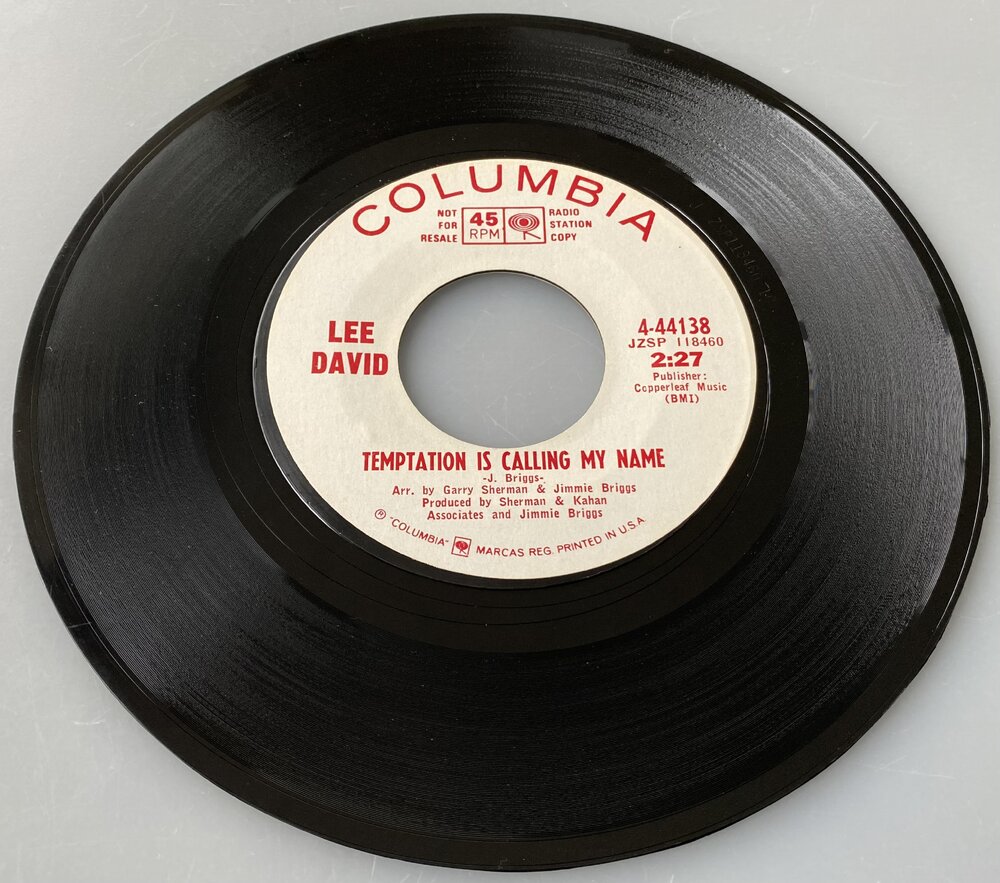 COLUMBIA
NOT FOR RESALE
45 RPM
RADIO STATION COPY
LEE DAVID
4-44138
JZSP 118460
2:27
Publisher:
Copperleaf Music
(BMI)
TEMPTATION IS CALLING MY NAME
-J. Briggs-
Arr. by Garry Sherman & Jimmie Briggs
Produced by Sherman & Kahan
Associates and Jimmie Briggs
® "COLUMBIA" MARCAS REG. PRINTED IN U.S.A.